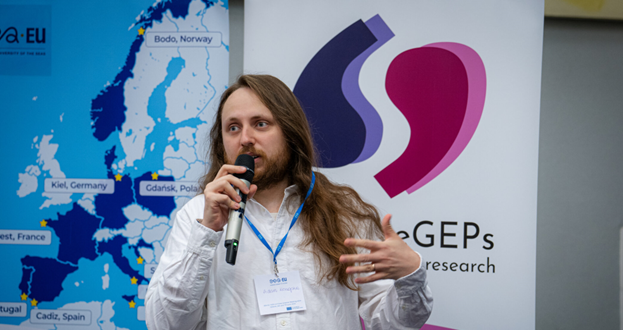 EU
Bodo, Norway
Kiel, Germany
Gdańsk, Pola
est, France
tugal
Cadiz, Spain
eGEPs
research